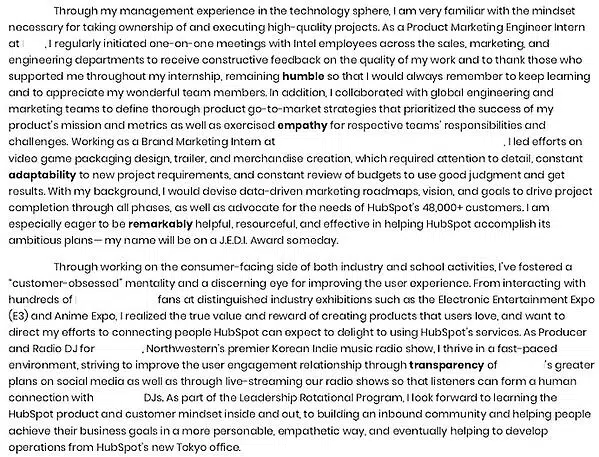 Through my management experience in the technology sphere, I am very familiar with the mindset
necessary for taking ownership of and executing high-quality projects. As a Product Marketing Engineer Intern
at , I regularly initiated one-on-one meetings with Intel employees across the sales, marketing, and
engineering departments to receive constructive feedback on the quality of my work and to thank those who
supported me throughout my internship, remaining humble so that I would always remember to keep learning
and to appreciate my wonderful team members. In addition, I collaborated with global engineering and
marketing teams to define thorough product go-to-market strategies that prioritized the success of my
product's mission and metrics as well as exercised empathy for respective teams' responsibilities and
challenges. Working as a Brand Marketing Intern at , I led efforts on
video game packaging design, trailer, and merchandise creation, which required attention to detail, constant
adaptability to new project requirements, and constant review of budgets to use good judgment and get
results. With my background, I would devise data-driven marketing roadmaps, vision, and goals to drive project
completion through all phases, as well as advocate for the needs of HubSpot's 48,000+ customers. I am
especially eager to be remarkably helpful, resourceful, and effective in helping HubSpot accomplish its
ambitious plans—my name will be on a J.E.D.I. Award someday.
Through working on the consumer-facing side of both industry and school activities, I've fostered a
"customer-obsessed" mentality and a discerning eye for improving the user experience. From interacting with
hundreds of fans at distinguished industry exhibitions such as the Electronic Entertainment Expo
(E3) and Anime Expo, I realized the true value and reward of creating products that users love, and want to
direct my efforts to connecting people HubSpot can expect to delight to using HubSpot's services. As Producer
and Radio DJ for , Northwestern's premier Korean Indie music radio show, I thrive in a fast-paced
environment, striving to improve the user engagement relationship through transparency of 's greater
plans on social media as well as through live-streaming our radio shows so that listeners can form a human
connection with DJs. As part of the Leadership Rotational Program, I look forward to learning the
HubSpot product and customer mindset inside and out, to building an inbound community and helping people
achieve their business goals in a more personable, empathetic way, and eventually helping to develop
operations from HubSpot's new Tokyo office.